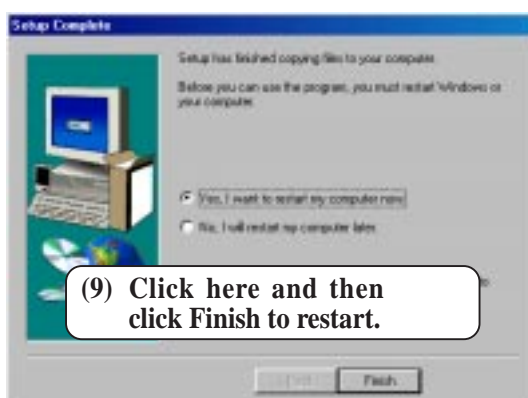 Setup Complete
Setup has finished copying files to your computer.
Before you can use the program, you must restart Windows or
your computer.
Yes, I want to restart my computer now.
No, I will restart my computer later.
(9) Click here and then
click Finish to restart.
Finish